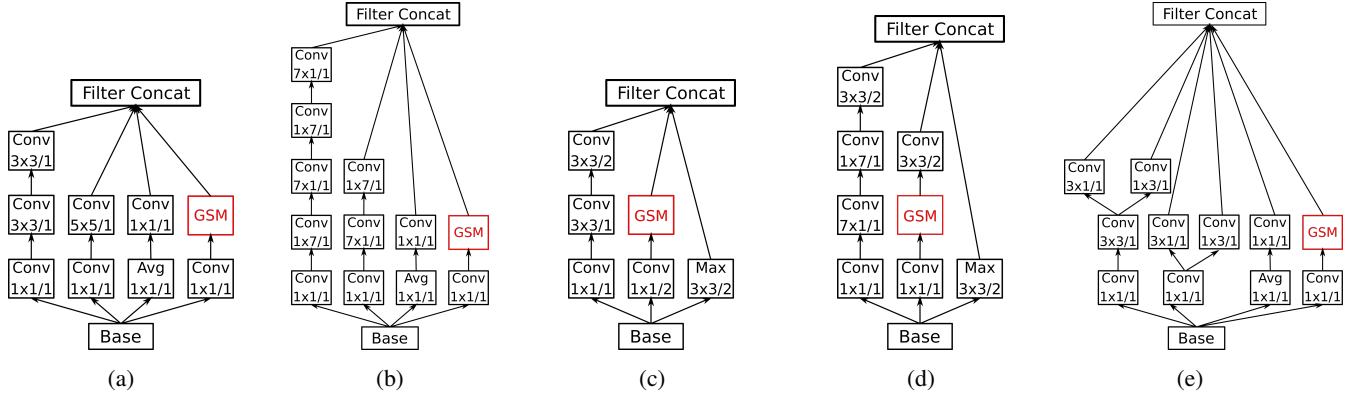 Filter Concat
Conv
3x3/1
Conv
3x3/1
Conv
5x5/1
Conv
1x1/1
GSM
Conv
1x1/1
Conv
1x1/1
Avg
1x1/1
Conv
1x1/1
Base
(a)
Filter Concat
Conv
7x1/1
Conv
1x7/1
Conv
7x1/1
Conv
1x7/1
Conv
1x7/1
Conv
7x1/1
Conv
1x1/1
GSM
Conv
1x1/1
Conv
1x1/1
Avg
1x1/1
Conv
1x1/1
Base
(b)
Filter Concat
Conv
3x3/2
Conv
3x3/1
GSM
Conv
1x1/1
Conv
1x1/2
Max
3x3/2
Base
(c)
Filter Concat
Conv
3x3/2
Conv
1x7/1
Conv
3x3/2
Conv
7x1/1
GSM
Conv
1x1/1
Conv
1x1/1
Max
3x3/2
Base
(d)
Filter Concat
Conv
3x1/1
Conv
1x3/1
Conv
3x3/1
Conv
3x1/1
Conv
1x3/1
Conv
1x1/1
GSM
Conv
1x1/1
Conv
1x1/1
Avg
1x1/1
Conv
1x1/1
Base
(e)